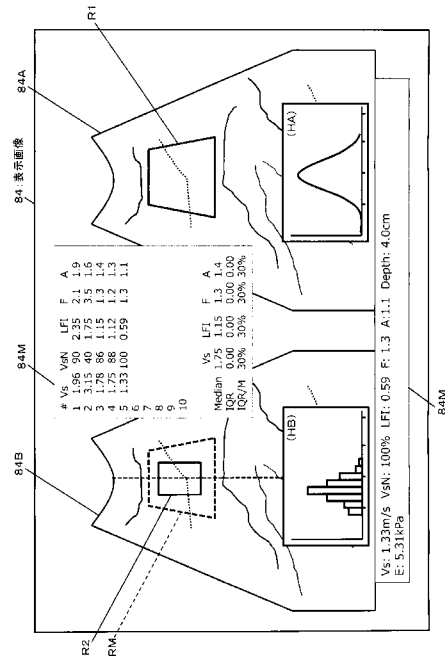 84:表示画像
84B
84M
84A
R1
R2
RM
# Vs VsN LFI F A
1 1.96 90 2.35 2.1 1.9
2 3.15 40 1.75 3.5 1.6
3 1.78 86 1.15 1.3 1.4
4 1.75 88 1.12 1.2 1.3
5 1.33 100 0.59 1.3 1.1
6
7
8
9
10
Vs LFI F A
Median 1.75 1.15 1.3 1.4
IQR 0.00 0.00 0.00 0.00
IQR/M 30% 30% 30% 30%
(HB)
(HA)
Vs: 1.33m/s VsN: 100% LFI: 0.59 F: 1.3 A:1.1 Depth: 4.0cm
E: 5.31kPa
84M